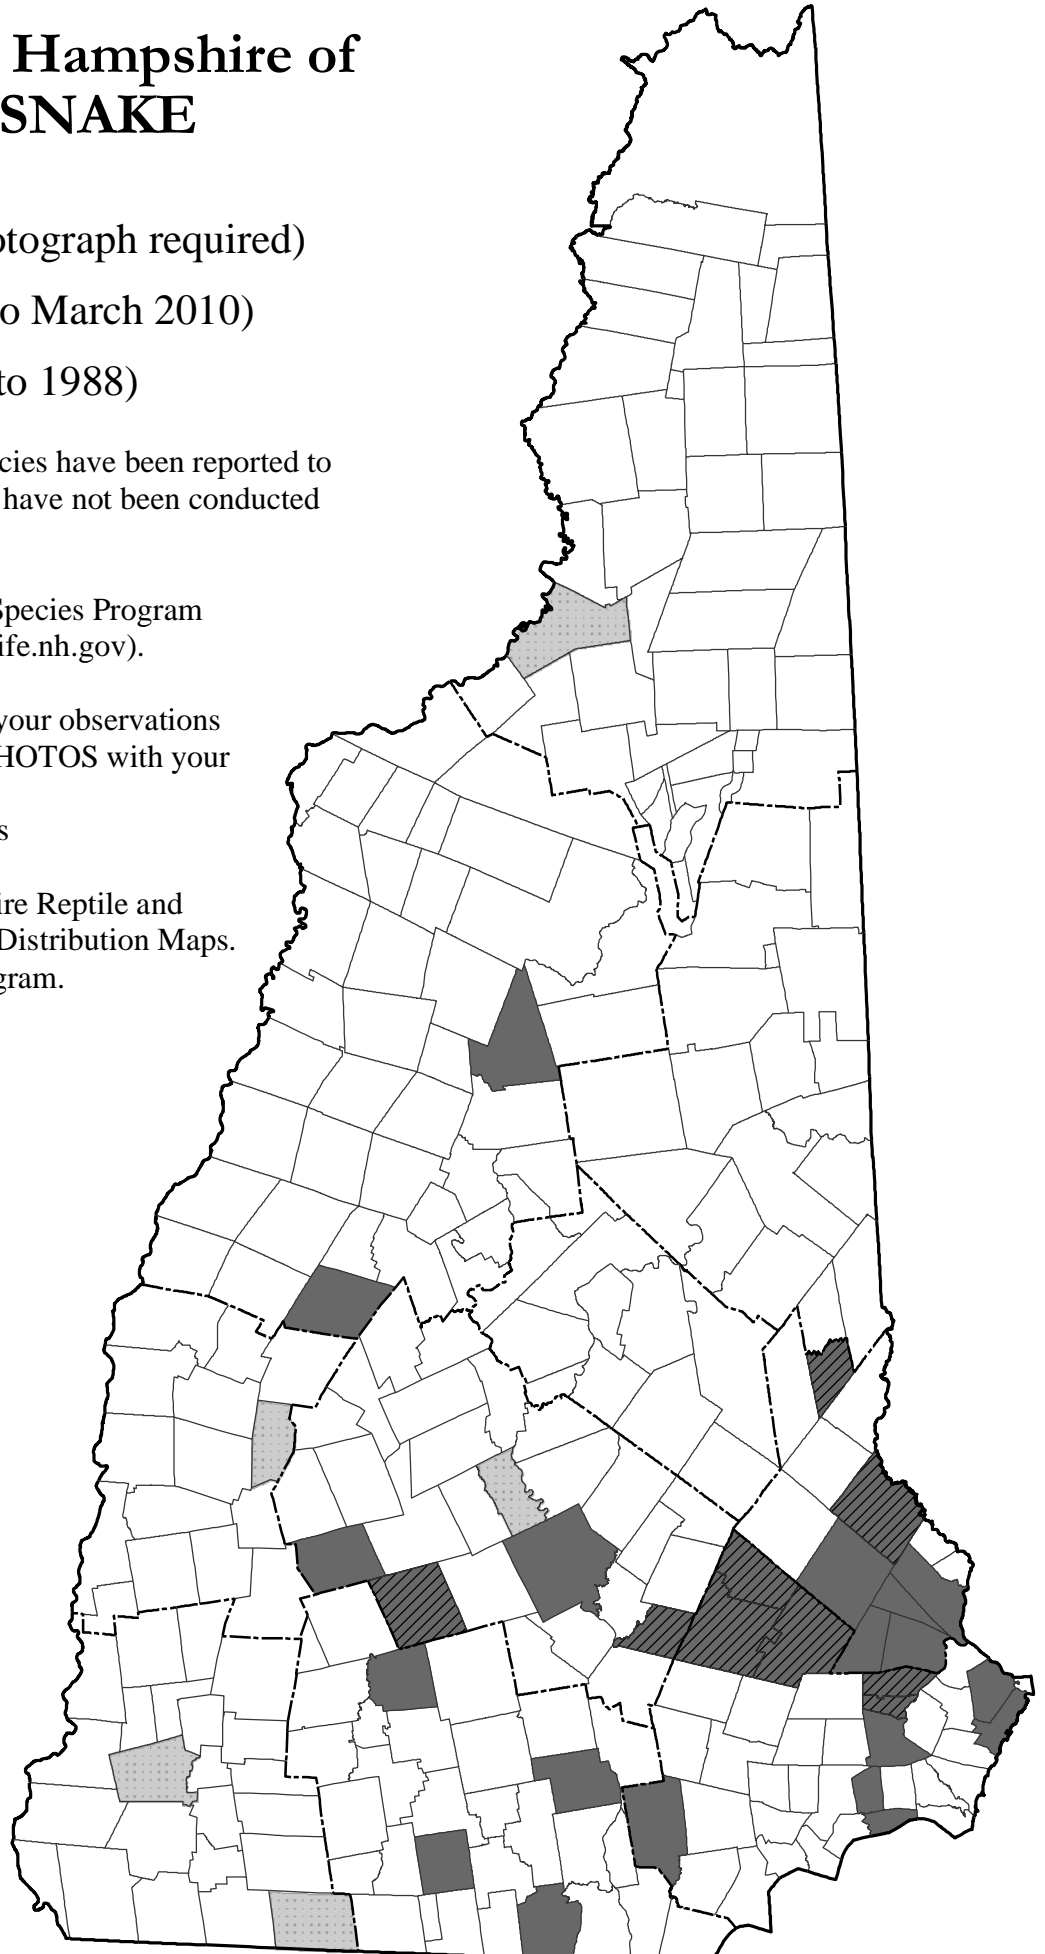 Hampshire of
SNAKE
otograph required)
o March 2010)
to 1988)
cies have been reported to
have not been conducted
Species Program
ife.nh.gov).
your observations
HOTOS with your
s
ire Reptile and
Distribution Maps.
gram.